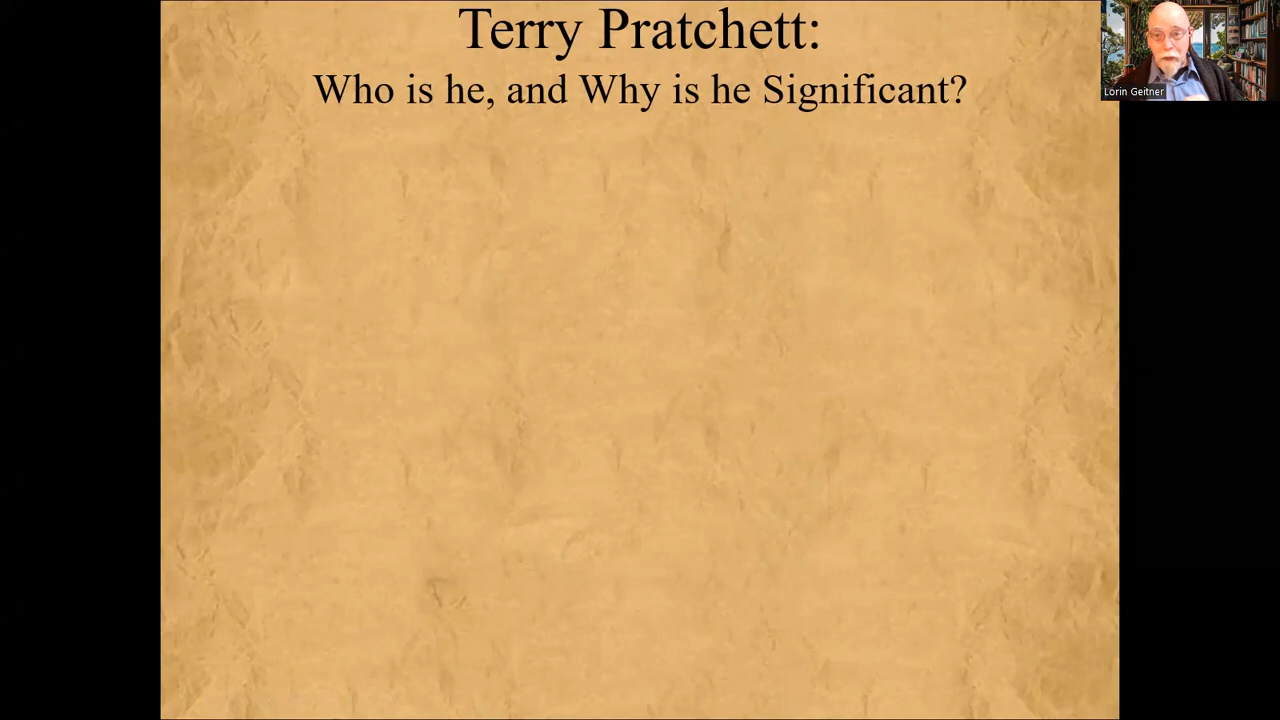 Terry Pratchett:
Who is he, and Why is he Significant?
Lorin Geitner